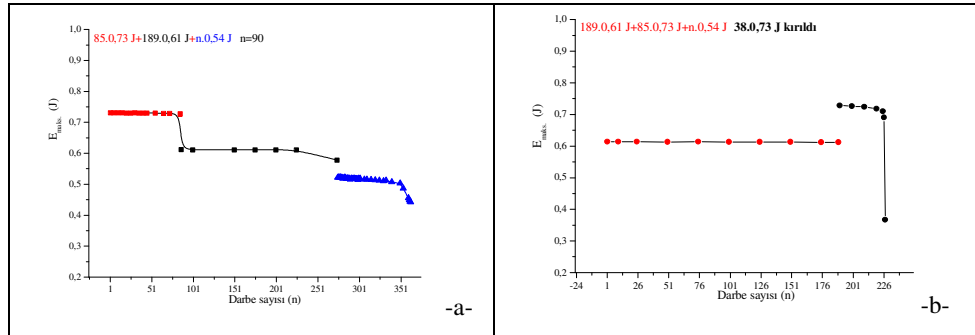 85.0,73 J+189.0,61 J+n.0,54 J n=90
1,0
0,9
0,8
0,7
0,6
0,5
0,4
0,3
0,2
E maks. (J)
1 51 101 151 201 251 301 351
Darbe sayısı (n)
-a-
189.0,61 J+85.0,73 J+n.0,54 J 38.0,73 J kırıldı
1,0
0,9
0,8
0,7
0,6
0,5
0,4
0,3
0,2
E maks. (J)
-24 1 26 51 76 101 126 151 176 201 226
Darbe sayısı (n)
-b-